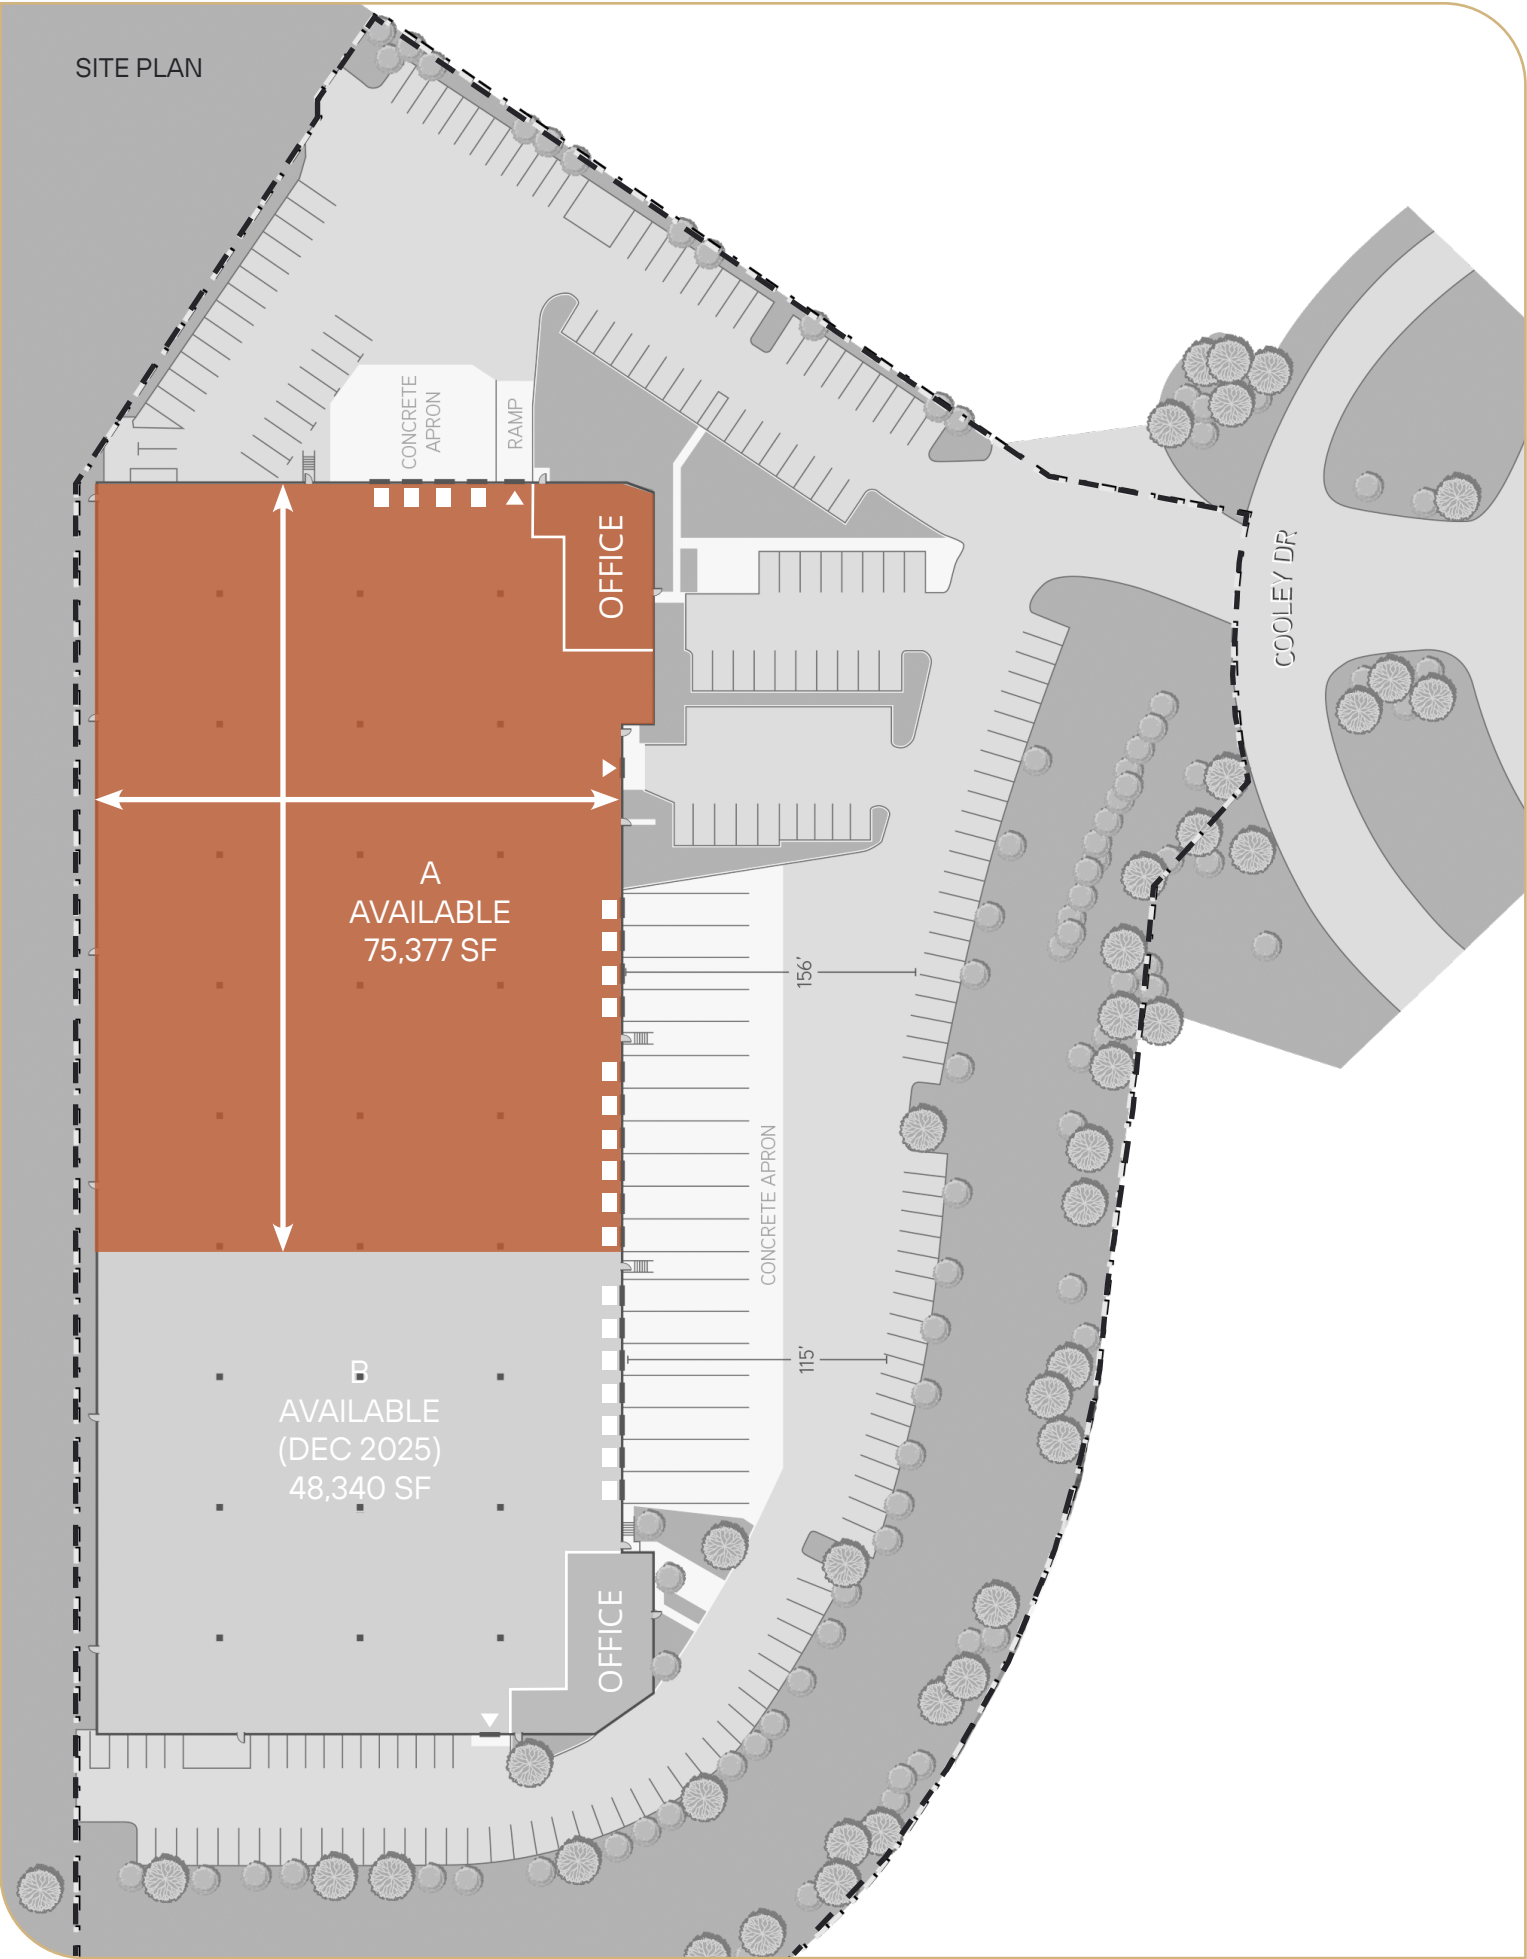 SITE PLAN
CONCRETE
APRON
RAMP
OFFICE
COOLEY DR
A
AVAILABLE
75,377 SF
156'
CONCRETE APRON
115'
B
AVAILABLE
(DEC 2025)
48,340 SF
OFFICE